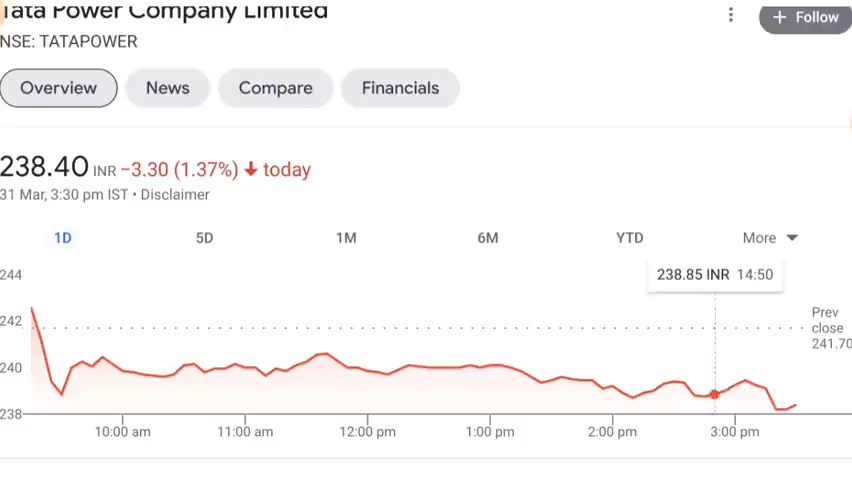 Tata Power Company Limited
+ Follow
NSE: TATAPOWER
Overview
News
Compare
Financials
238.40 INR −3.30 (1.37%) today
31 Mar, 3:30 pm IST • Disclaimer
1D
5D
1M
6M
YTD
More
238.85 INR 14:50
244
242
240
238
Prev
close
241.70
10:00 am
11:00 am
12:00 pm
1:00 pm
2:00 pm
3:00 pm